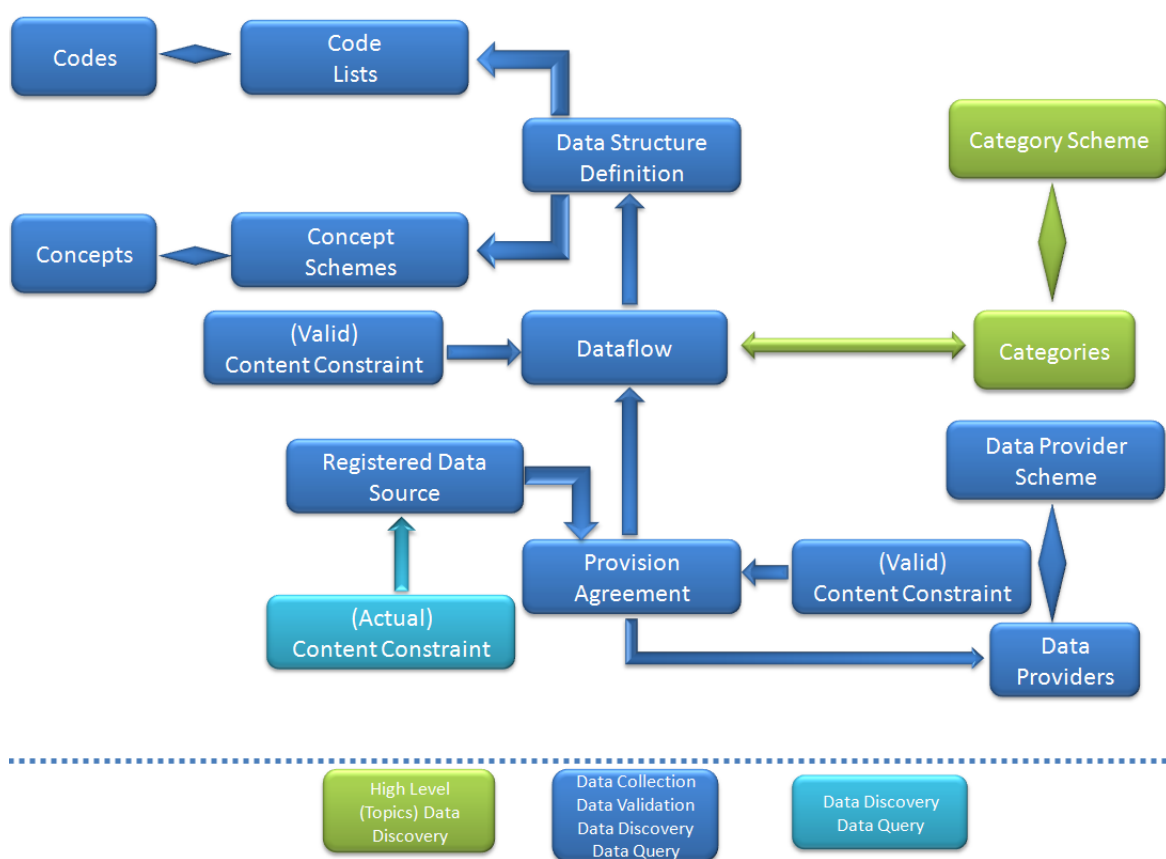 Codes
Code
Lists
Data Structure
Definition
Category Scheme
Concepts
Concept
Schemes
(Valid)
Content Constraint
Dataflow
Categories
Registered Data
Source
Data Provider
Scheme
Provision
Agreement
(Valid)
Content Constraint
(Actual)
Content Constraint
Data
Providers
High Level
(Topics) Data
Discovery
Data Collection
Data Validation
Data Discovery
Data Query
Data Discovery
Data Query